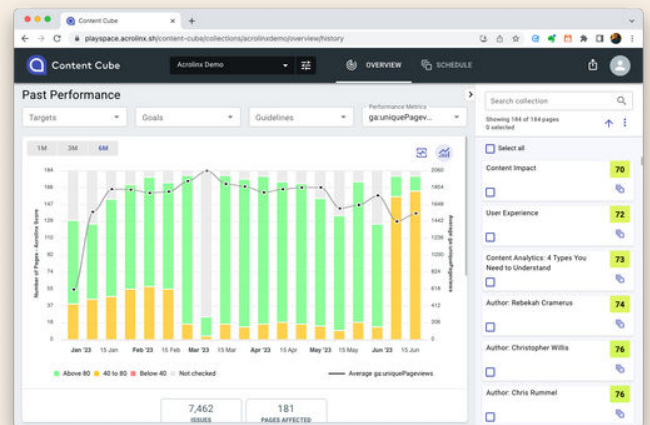 Content Cube
playspace.acrolinx.sh/content-cube/collections/acrolinxdemo/overview/history
Content Cube
Acrolinx Demo
OVERVIEW
SCHEDULE
Past Performance
Targets
Goals
Guidelines
Performance Metrics
ga:uniquePagev...
1M 3M 6M
Number of Pages - Acrolinx Score
184
166
147
129
110
92
74
55
37
18
0
2060
1854
1648
1442
1236
1030
824
618
412
206
0
Average ga:uniquePageviews
Jan '23 15 Jan Feb '23 15 Feb Mar '23 15 Mar Apr '23 15 Apr May '23 15 May Jun '23 15 Jun
Above 80 40 to 80 Below 40 Not checked Average ga:uniquePageviews
7,462
ISSUES
181
PAGES AFFECTED
Search collection
Showing 184 of 184 pages
0 selected
Select all
Content Impact
70
User Experience
72
Content Analytics: 4 Types You
Need to Understand
73
Author: Rebekah Cramerus
74
Author: Christopher Willis
76
Author: Chris Rummel
76